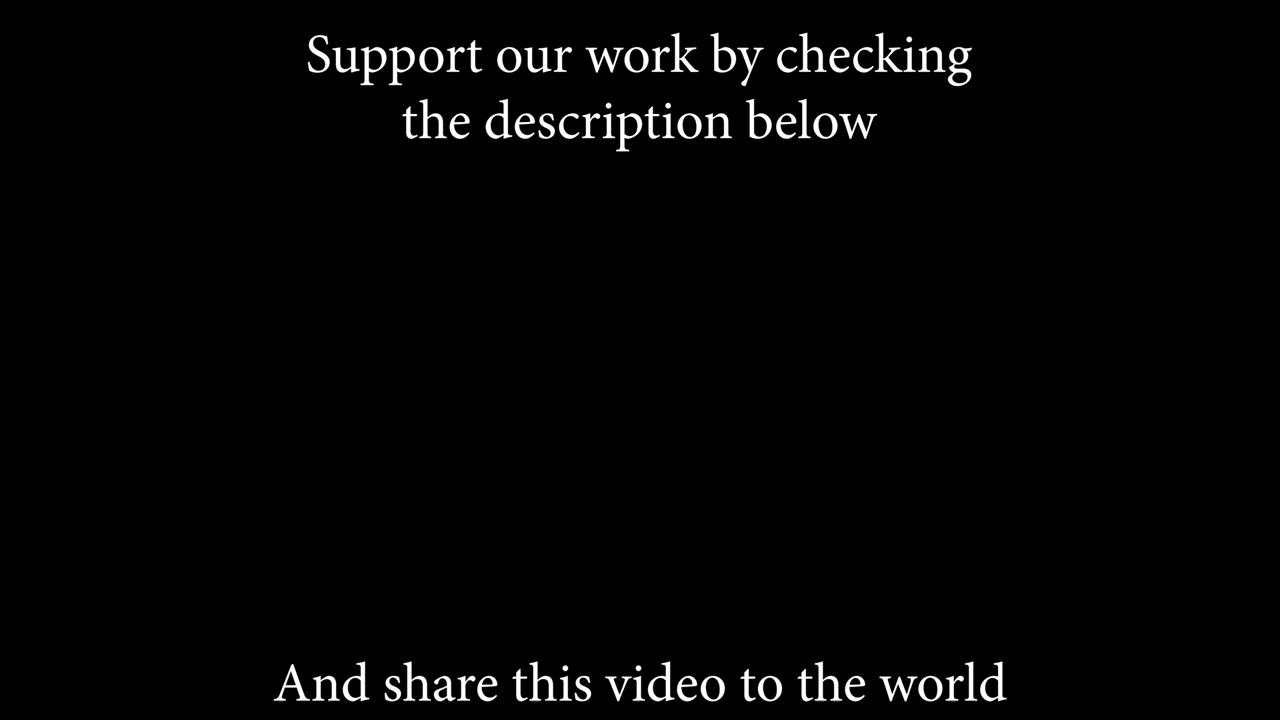 Support our work by checking
the description below
And share this video to the world